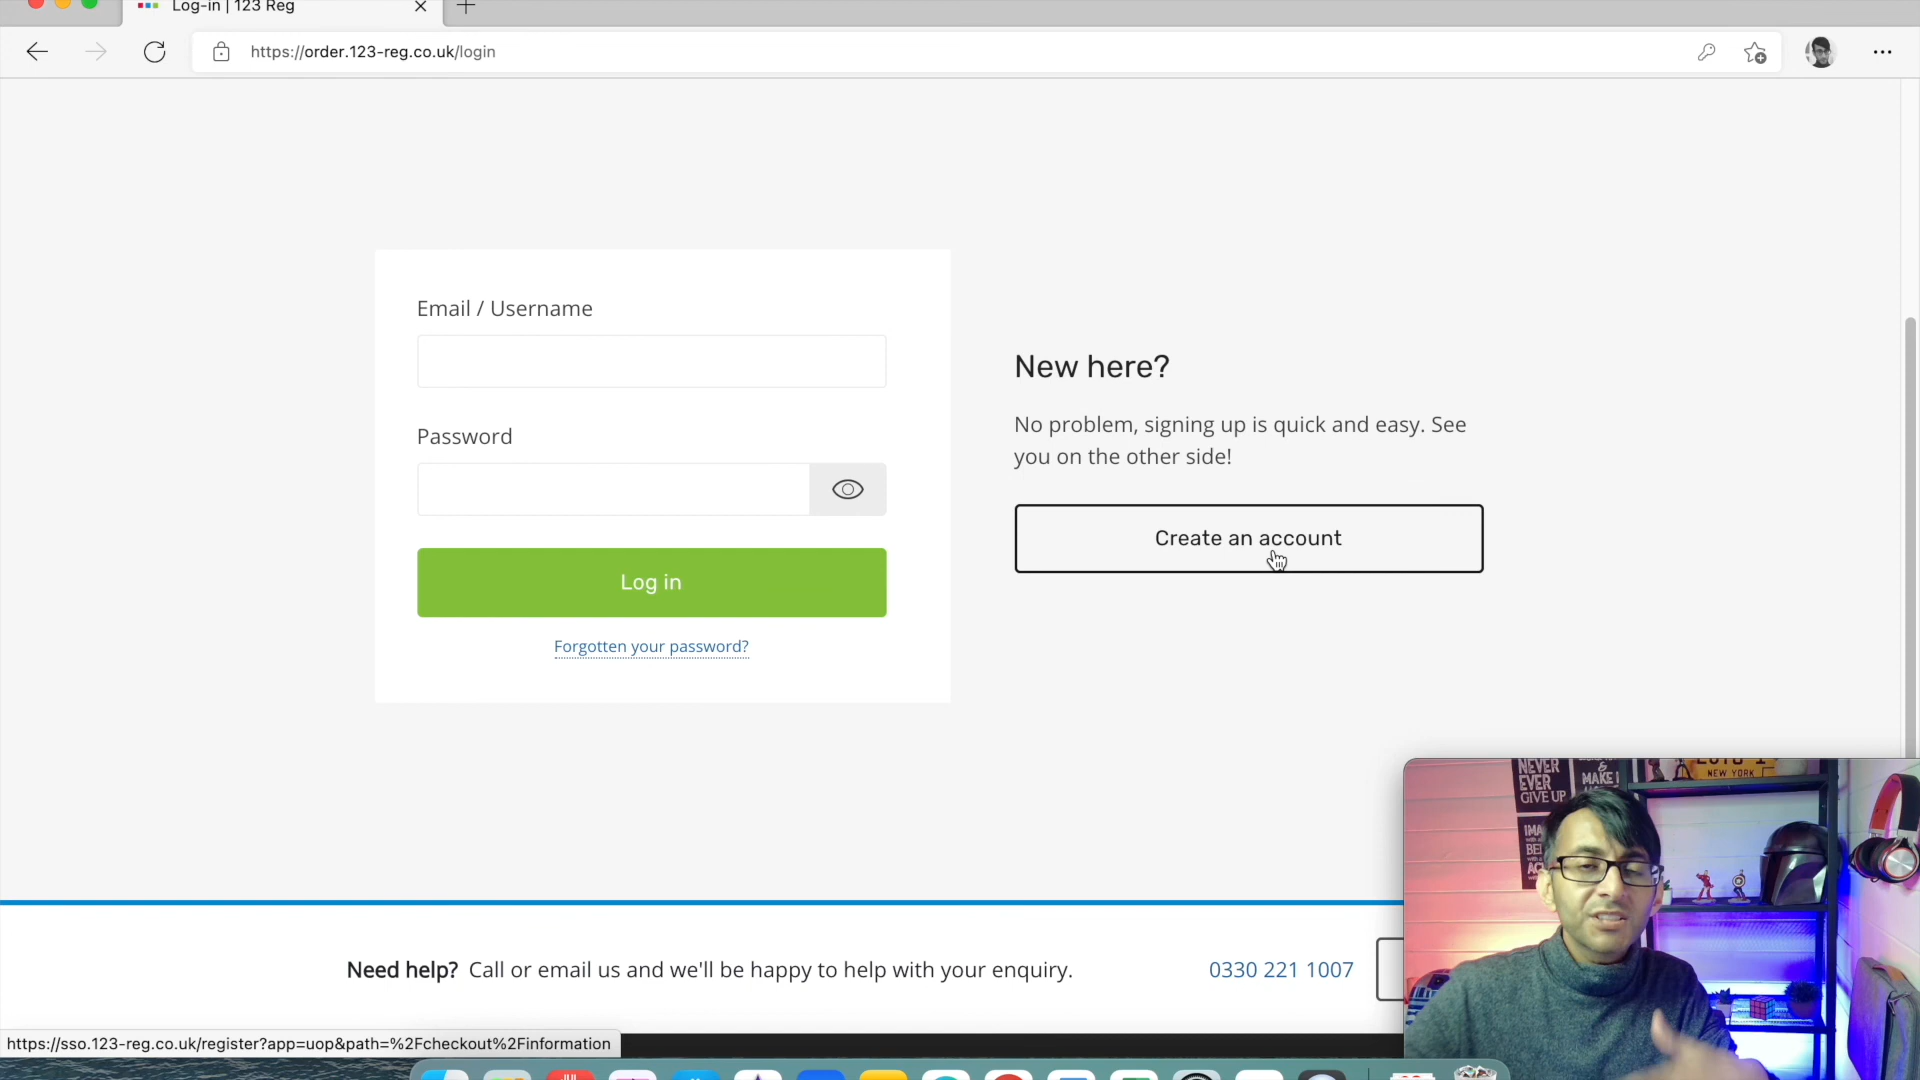 Log-in | 123 Reg
https://order.123-reg.co.uk/login
Email / Username
Password
Log in
Forgotten your password?
New here?
No problem, signing up is quick and easy. See
you on the other side!
Create an account
Need help? Call or email us and we'll be happy to help with your enquiry.
0330 221 1007
https://sso.123-reg.co.uk/register?app=uop&path=%2Fcheckout%2Finformation
NEVER
EVER
GIVE UP
&
MAKE
NEW YORK